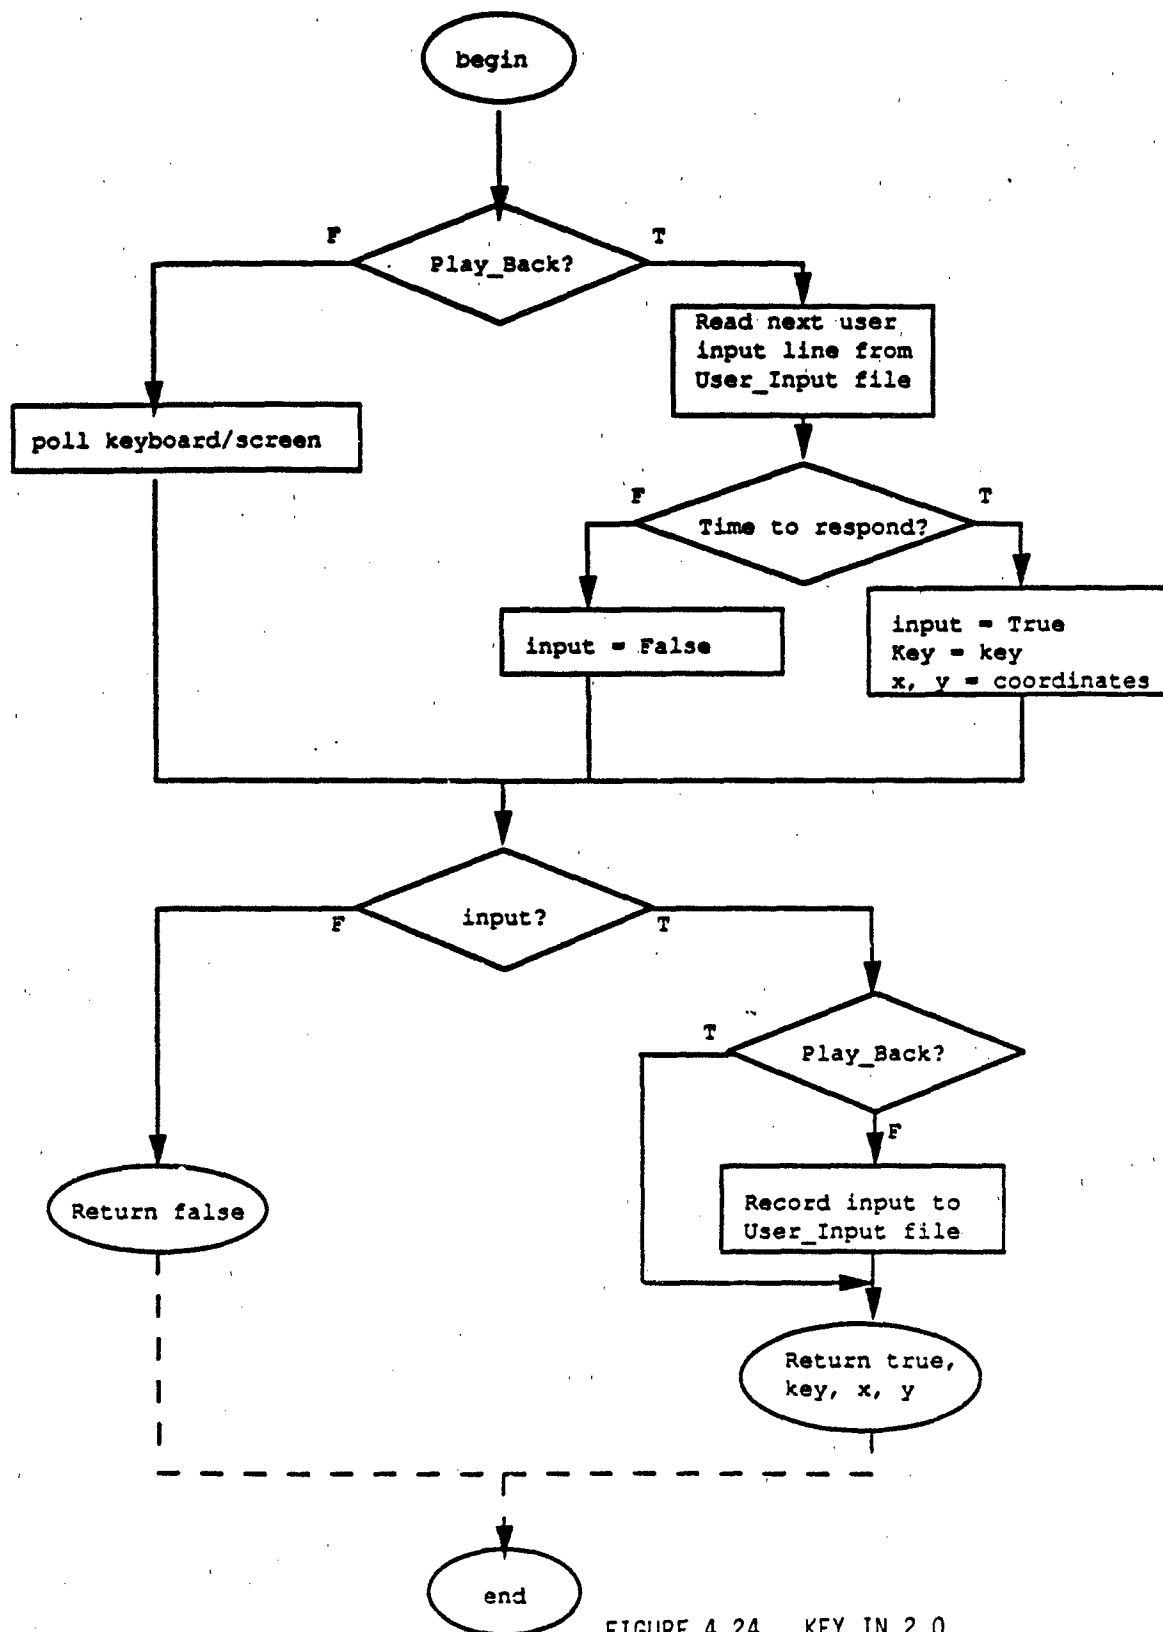 begin
F
T
Play_Back?
Read next user
input line from
User_Input file
poll keyboard/screen
F
T
Time to respond?
input = False
input = True
Key = key
x, y = coordinates
input?
F
T
T
Play_Back?
F
Record input to
User_Input file
Return false
Return true,
key, x, y
end
FIGURE 4.24 KEY IN 2.0